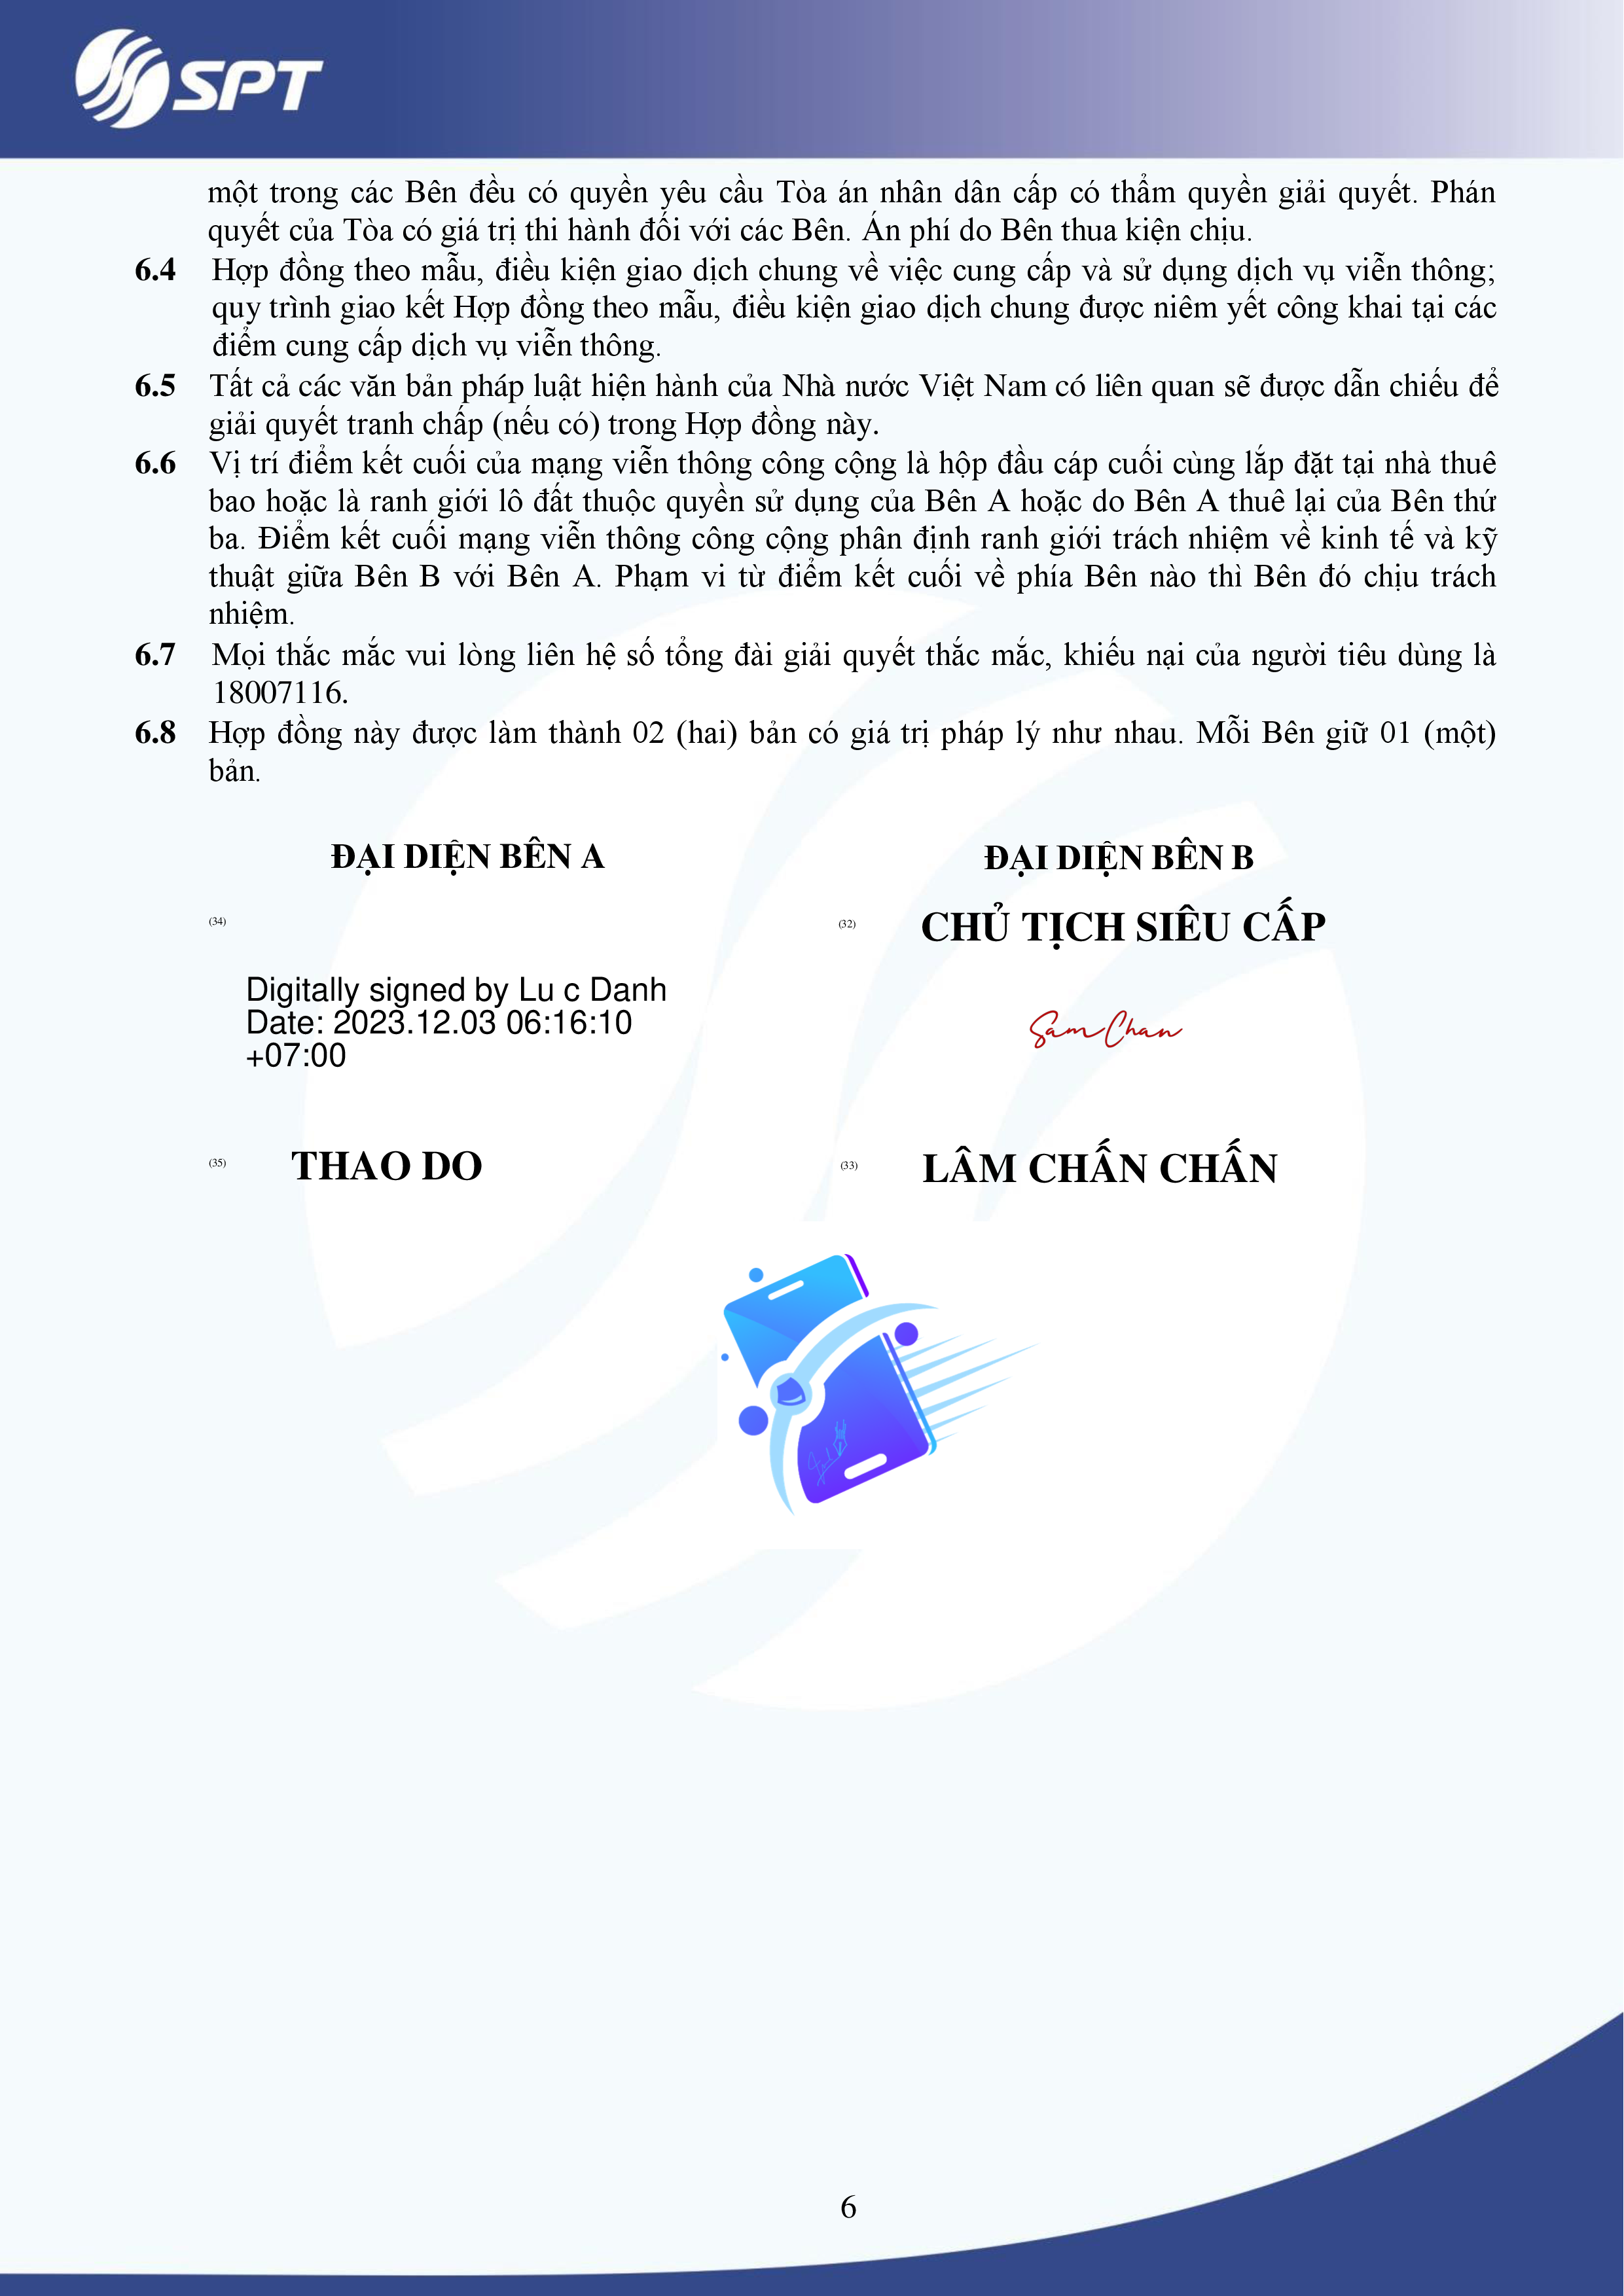 SPT
một trong các Bên đều có quyền yêu cầu Tòa án nhân dân cấp có thẩm quyền giải quyết. Phán
quyết của Tòa có giá trị thi hành đối với các Bên. Án phí do Bên thua kiện chịu.
6.4 Hợp đồng theo mẫu, điều kiện giao dịch chung về việc cung cấp và sử dụng dịch vụ viễn thông;
quy trình giao kết Hợp đồng theo mẫu, điều kiện giao dịch chung được niêm yết công khai tại các
điểm cung cấp dịch vụ viễn thông.
6.5 Tất cả các văn bản pháp luật hiện hành của Nhà nước Việt Nam có liên quan sẽ được dẫn chiếu để
giải quyết tranh chấp (nếu có) trong Hợp đồng này.
6.6 Vị trí điểm kết cuối của mạng viễn thông công cộng là hộp đầu cáp cuối cùng lắp đặt tại nhà thuê
bao hoặc là ranh giới lô đất thuộc quyền sử dụng của Bên A hoặc do Bên A thuê lại của Bên thứ
ba. Điểm kết cuối mạng viễn thông công cộng phân định ranh giới trách nhiệm về kinh tế và kỹ
thuật giữa Bên B với Bên A. Phạm vi từ điểm kết cuối về phía Bên nào thì Bên đó chịu trách
nhiệm.
6.7 Mọi thắc mắc vui lòng liên hệ số tổng đài giải quyết thắc mắc, khiếu nại của người tiêu dùng là
18007116.
6.8 Hợp đồng này được làm thành 02 (hai) bản có giá trị pháp lý như nhau. Mỗi Bên giữ 01 (một)
bản.
ĐẠI DIỆN BÊN A
(34)
Digitally signed by Lu c Danh
Date: 2023.12.03 06:16:10
+07:00
(35) THAO DO
ĐẠI DIỆN BÊN B
(32) CHỦ TỊCH SIÊU CẤP
Sam Chan
(33) LÂM CHẤN CHẤN
6